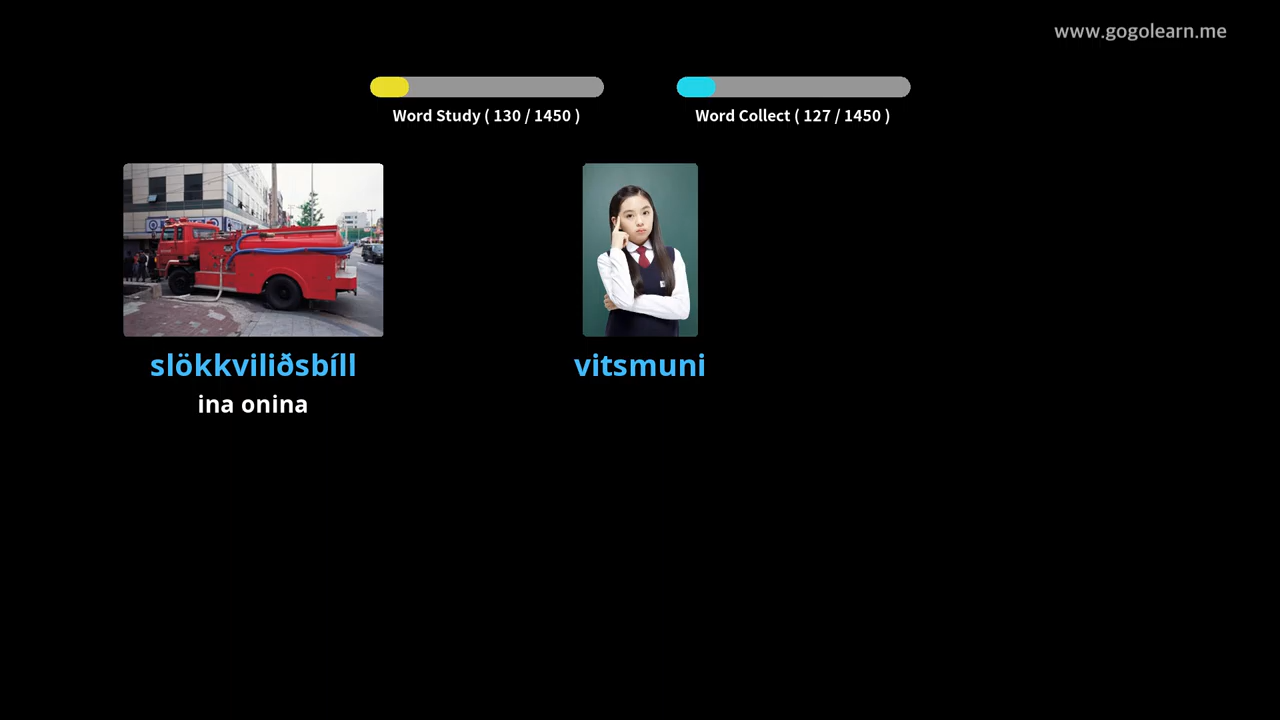 www.gogolearn.me
Word Study ( 130 / 1450 )
Word Collect ( 127 / 1450 )
slökkviliðsbíll
ina onina
vitsmuni